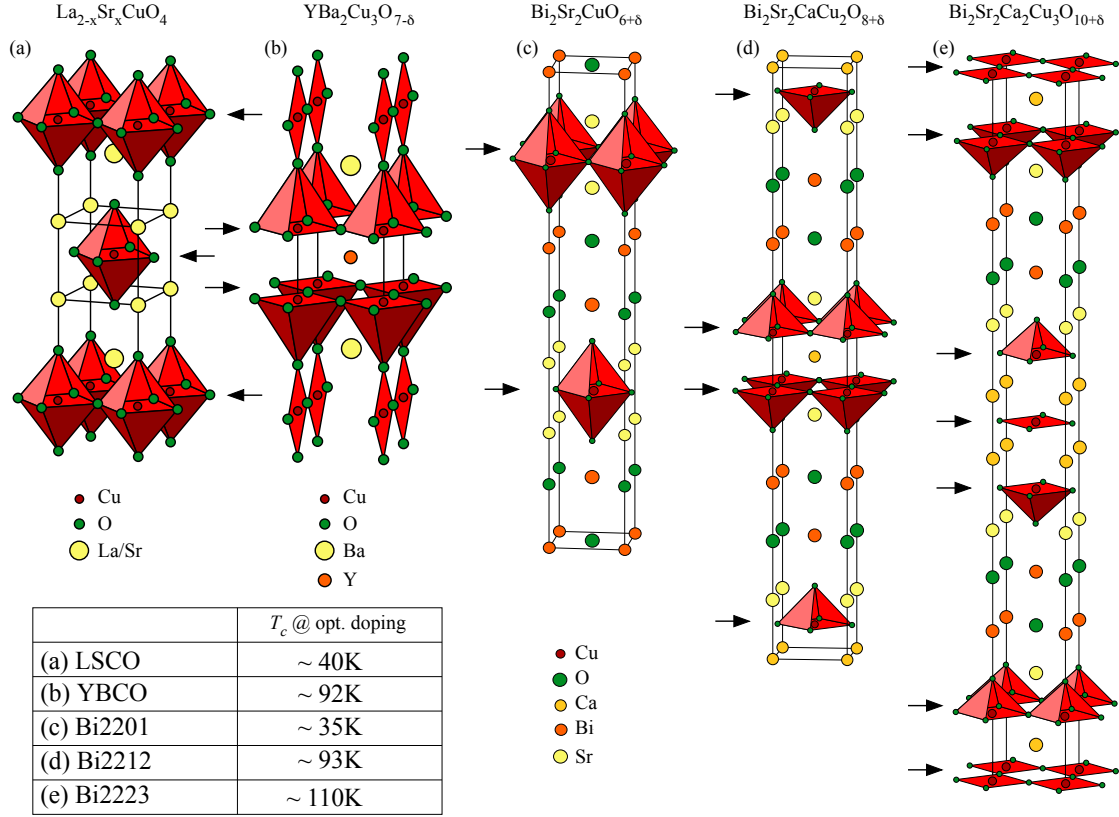 La2-xSrxCuO4
YBa2Cu3O7-δ
Bi2Sr2CuO6+δ
Bi2Sr2CaCu2O8+δ
Bi2Sr2Ca2Cu3O10+δ
(a)
(b)
(c)
(d)
(e)
Cu
O
La/Sr
Cu
O
Ba
Y
Cu
O
Ca
Bi
Sr
Tc @ opt. doping
(a) LSCO ~ 40K
(b) YBCO ~ 92K
(c) Bi2201 ~ 35K
(d) Bi2212 ~ 93K
(e) Bi2223 ~ 110K